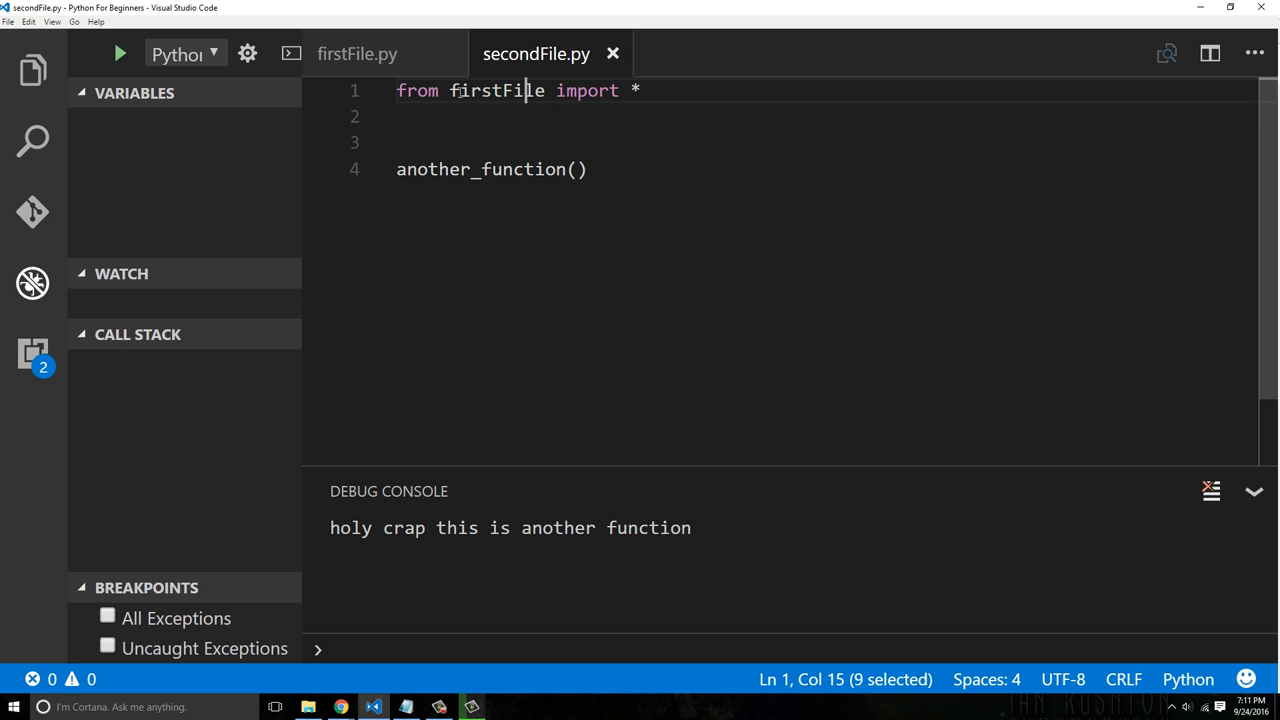 secondFile.py - Python For Beginners - Visual Studio Code
File Edit View Go Help
Pythor
firstFile.py
secondFile.py
VARIABLES
WATCH
CALL STACK
2
BREAKPOINTS
All Exceptions
Uncaught Exceptions
1 from firstFile import *
2
3
4 another_function()
DEBUG CONSOLE
holy crap this is another function
0 0
Ln 1, Col 15 (9 selected) Spaces: 4 UTF-8 CRLF Python
I'm Cortana. Ask me anything.
7:11 PM
9/24/2016